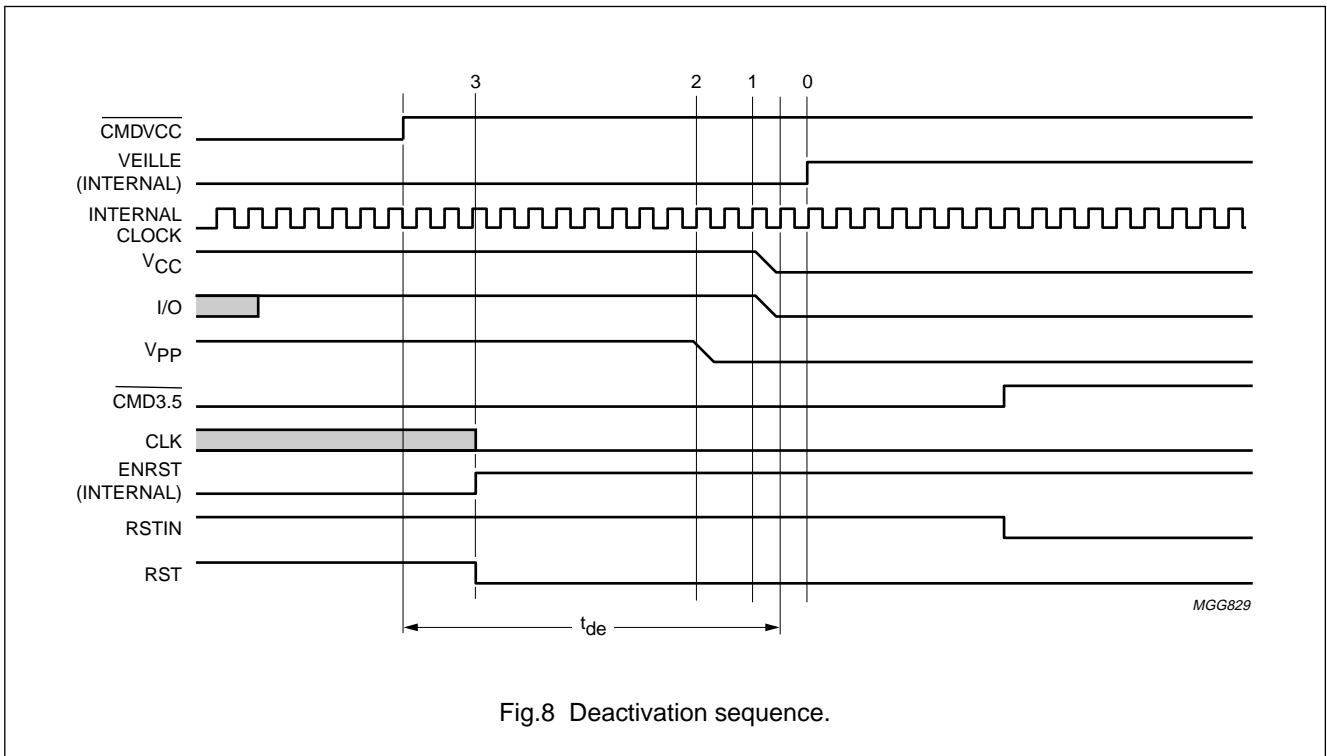 3 2 1 0
CMDVCC
VEILLE
(INTERNAL)
INTERNAL
CLOCK
VCC
I/O
VPP
CMD3.5
CLK
ENRST
(INTERNAL)
RSTIN
RST
MGG829
tde
Fig.8 Deactivation sequence.